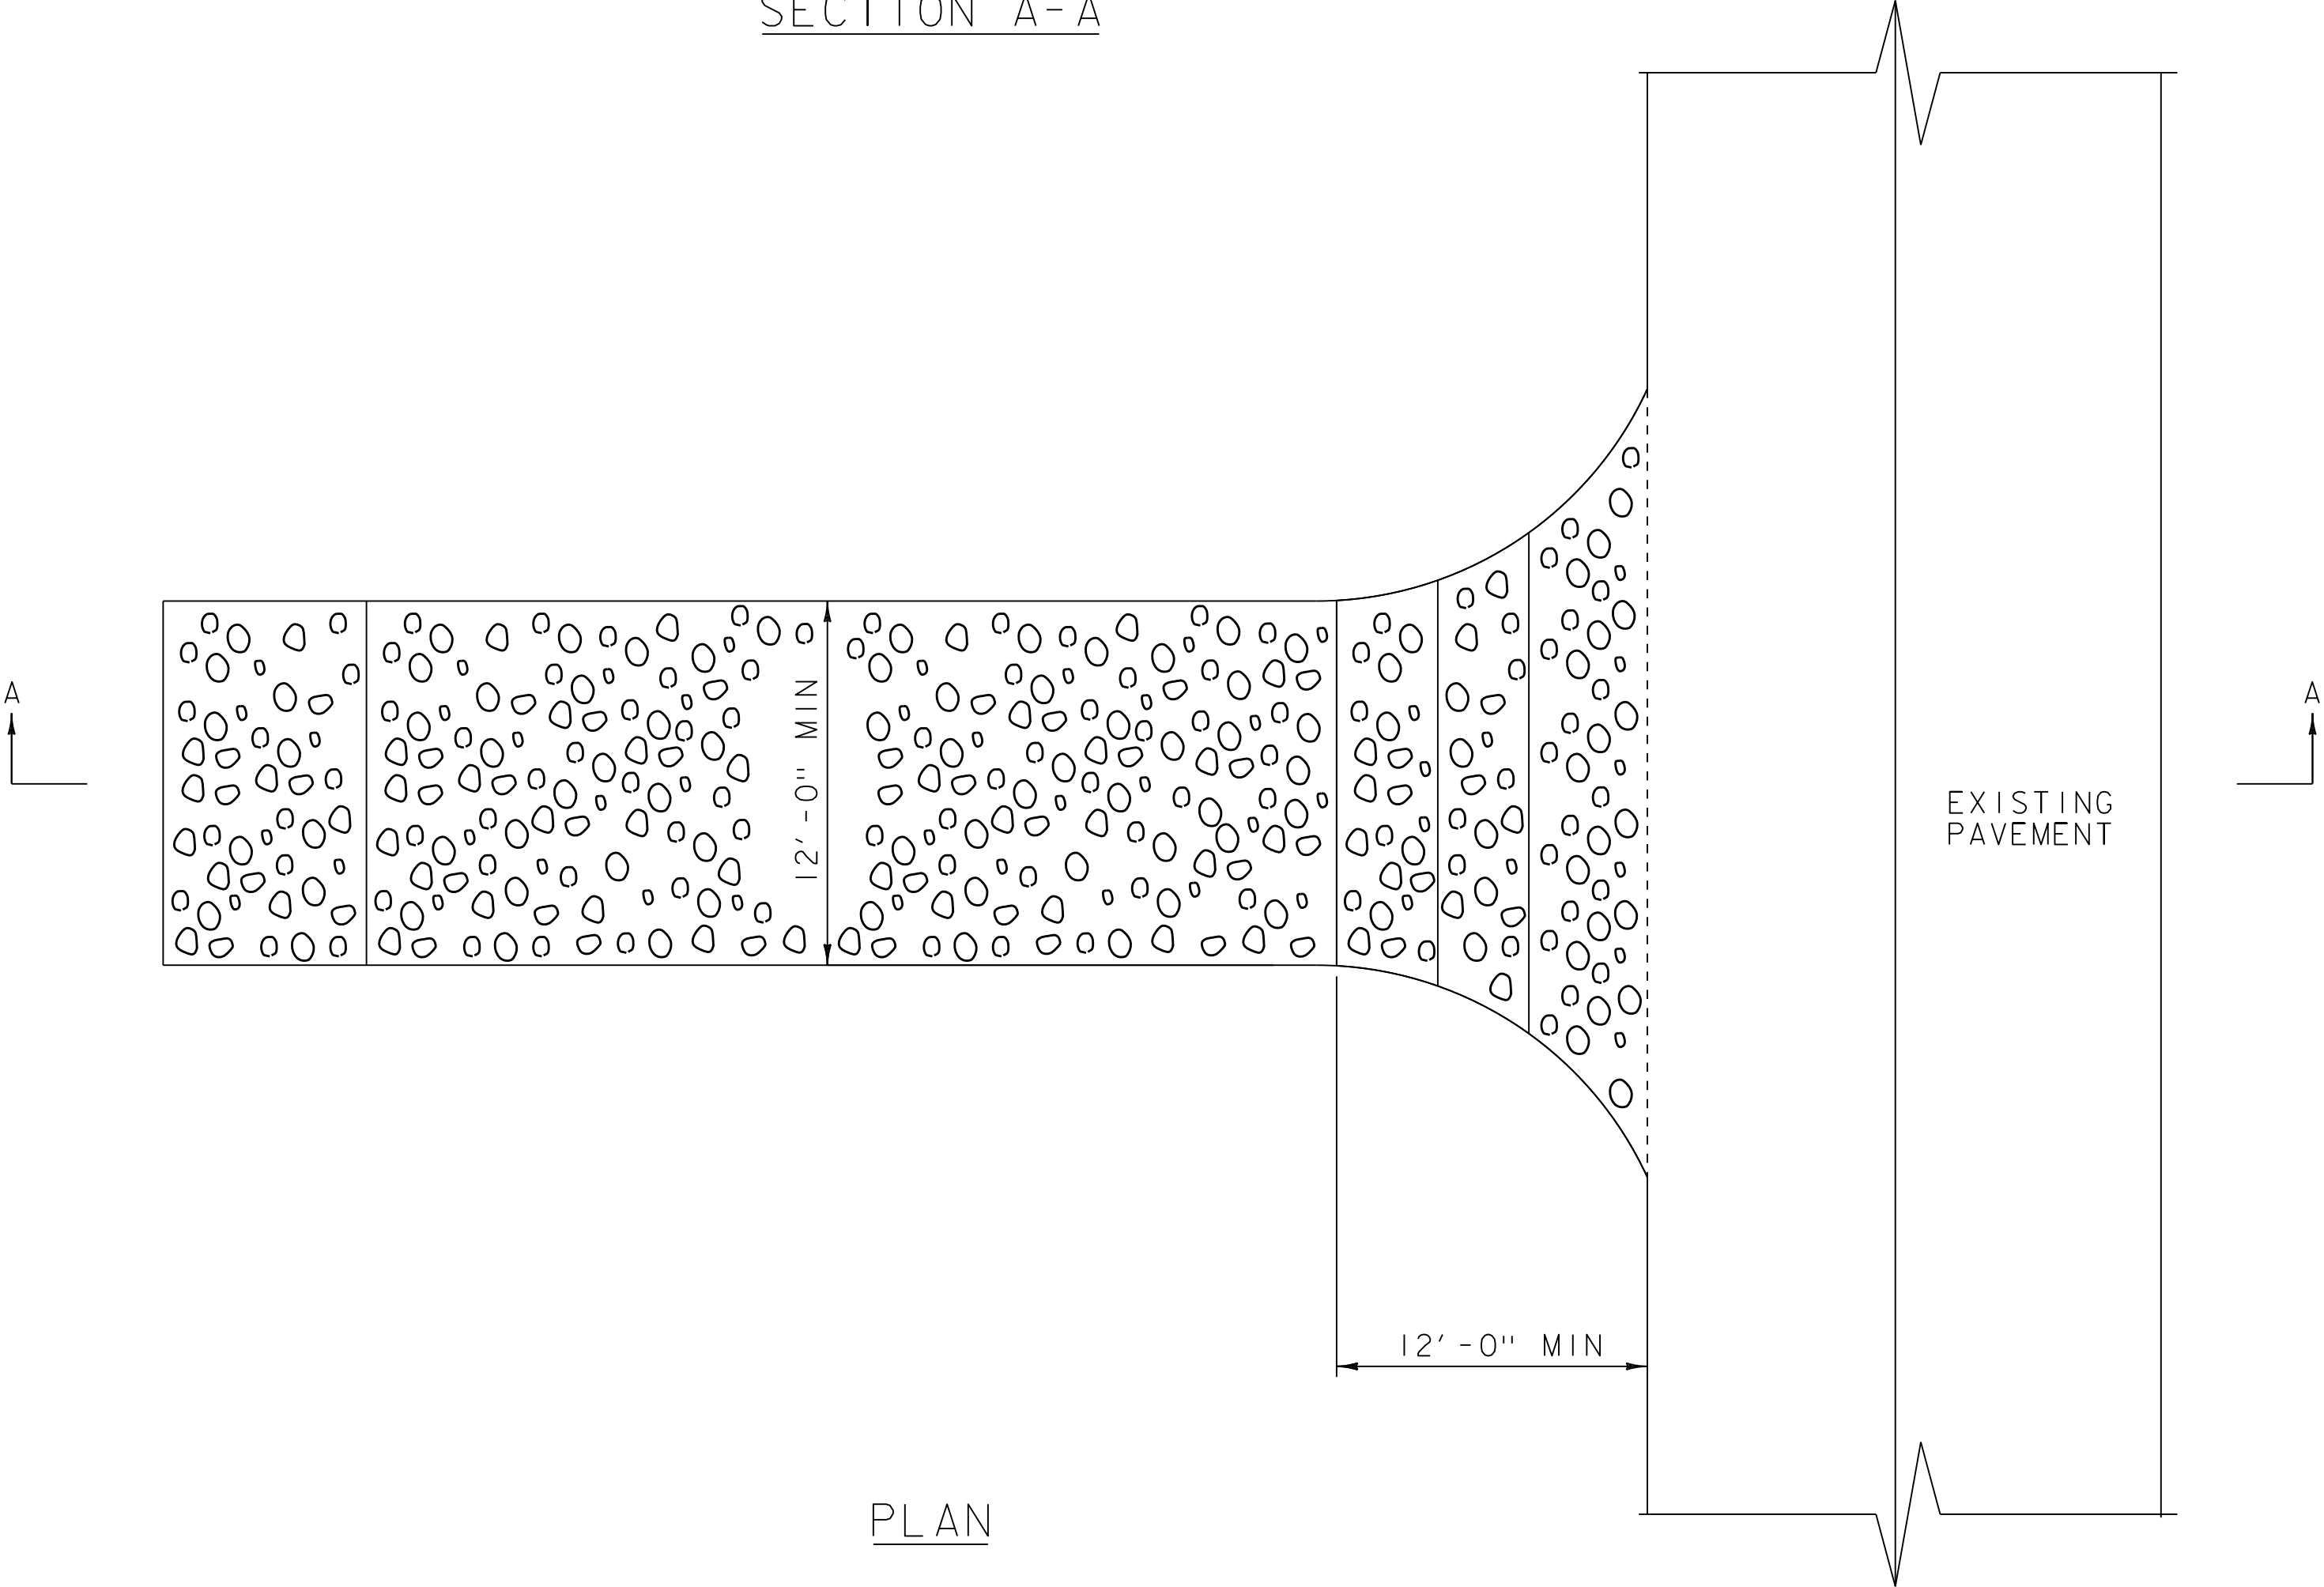 SECTION A-A
A
A
12'-0" MIN
EXISTING
PAVEMENT
12'-0" MIN
PLAN